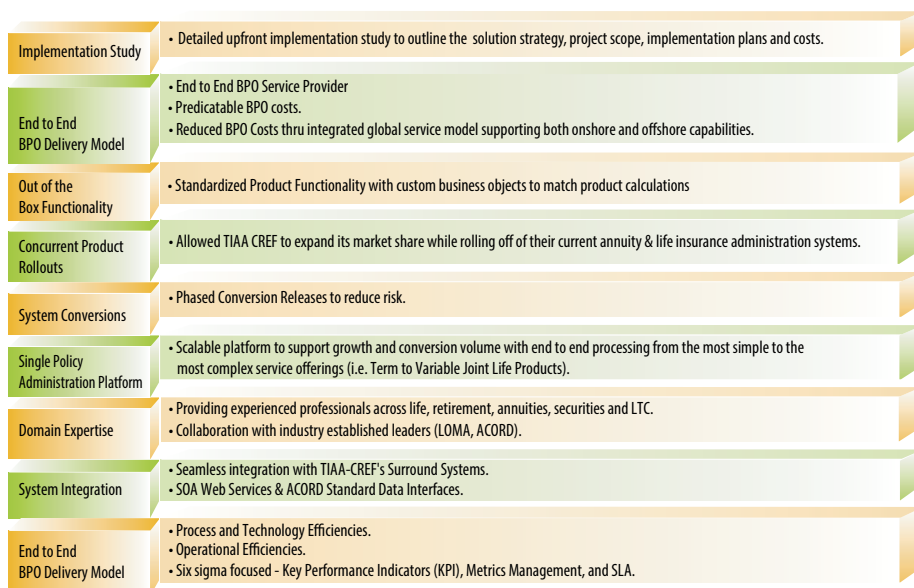 Implementation Study
• Detailed upfront implementation study to outline the solution strategy, project scope, implementation plans and costs.
End to End
BPO Delivery Model
• End to End BPO Service Provider
• Predicatable BPO costs.
• Reduced BPO Costs thru integrated global service model supporting both onshore and offshore capabilities.
Out of the
Box Functionality
• Standardized Product Functionality with custom business objects to match product calculations
Concurrent Product
Rollouts
• Allowed TIAA CREF to expand its market share while rolling off of their current annuity & life insurance administration systems.
System Conversions
• Phased Conversion Releases to reduce risk.
Single Policy
Administration Platform
• Scalable platform to support growth and conversion volume with end to end processing from the most simple to the
most complex service offerings (i.e. Term to Variable Joint Life Products).
Domain Expertise
• Providing experienced professionals across life, retirement, annuities, securities and LTC.
• Collaboration with industry established leaders (LOMA, ACORD).
System Integration
• Seamless integration with TIAA-CREF's Surround Systems.
• SOA Web Services & ACORD Standard Data Interfaces.
End to End
BPO Delivery Model
• Process and Technology Efficiencies.
• Operational Efficiencies.
• Six sigma focused - Key Performance Indicators (KPI), Metrics Management, and SLA.